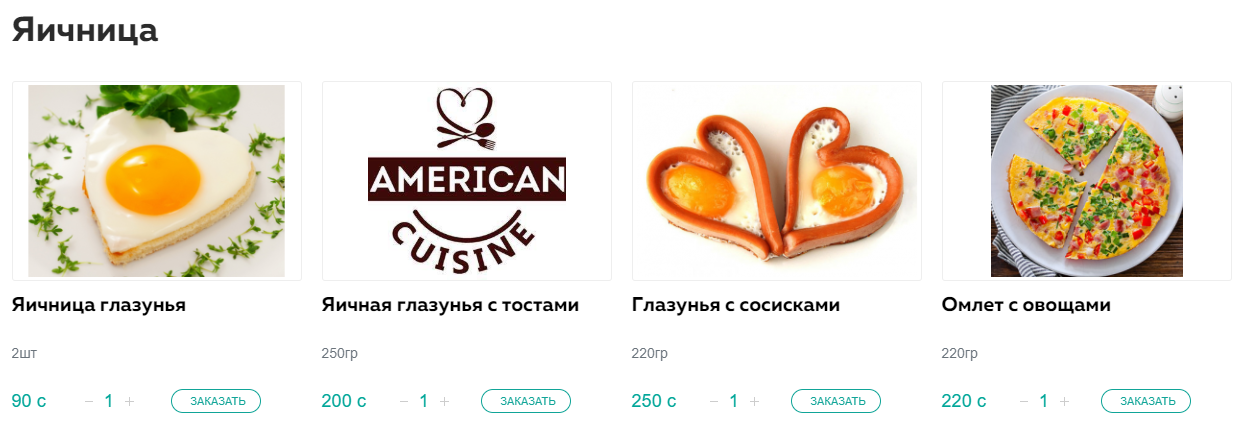 Яичница
AMERICAN
CUISINE
Яичница глазунья
Яичная глазунья с тостами
Глазунья с сосисками
Омлет с овощами
2шт
250гр
220гр
220гр
90 с − 1 + ЗАКАЗАТЬ
200 с − 1 + ЗАКАЗАТЬ
250 с − 1 + ЗАКАЗАТЬ
220 с − 1 + ЗАКАЗАТЬ